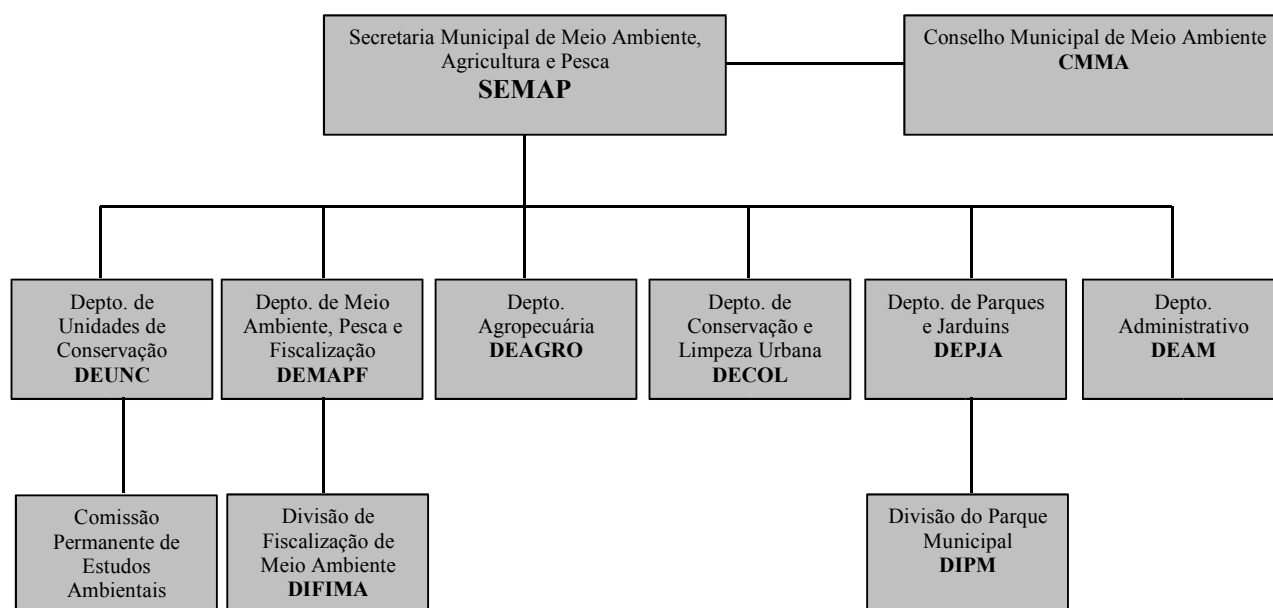 Secretaria Municipal de Meio Ambiente,
Agricultura e Pesca
SEMAP
Conselho Municipal de Meio Ambiente
CMMA
Depto. de
Unidades de
Conservação
DEUNC
Depto. de Meio
Ambiente, Pesca e
Fiscalização
DEMAPF
Depto.
Agropecuária
DEAGRO
Depto. de
Conservação e
Limpeza Urbana
DECOL
Depto. de Parques
e Jarduins
DEPJA
Depto.
Administrativo
DEAM
Comissão
Permanente de
Estudos
Ambientais
Divisão de
Fiscalização de
Meio Ambiente
DIFIMA
Divisão do Parque
Municipal
DIPM